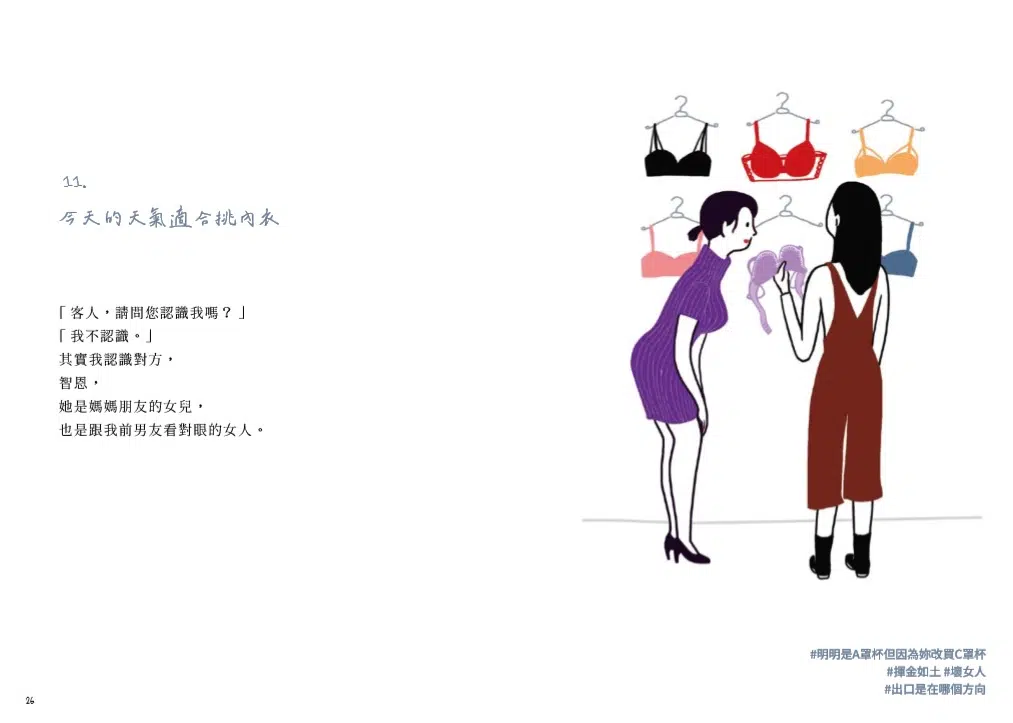 11.
今天的天氣適合挑內衣
「客人，請問您認識我嗎？」
「我不認識。」
其實我認識對方，
智恩，
她是媽媽朋友的女兒，
也是跟我前男友看對眼的女人。
#明明是A罩杯但因為妳改買C罩杯
#揮金如土 #壞女人
#出口是在哪個方向
26